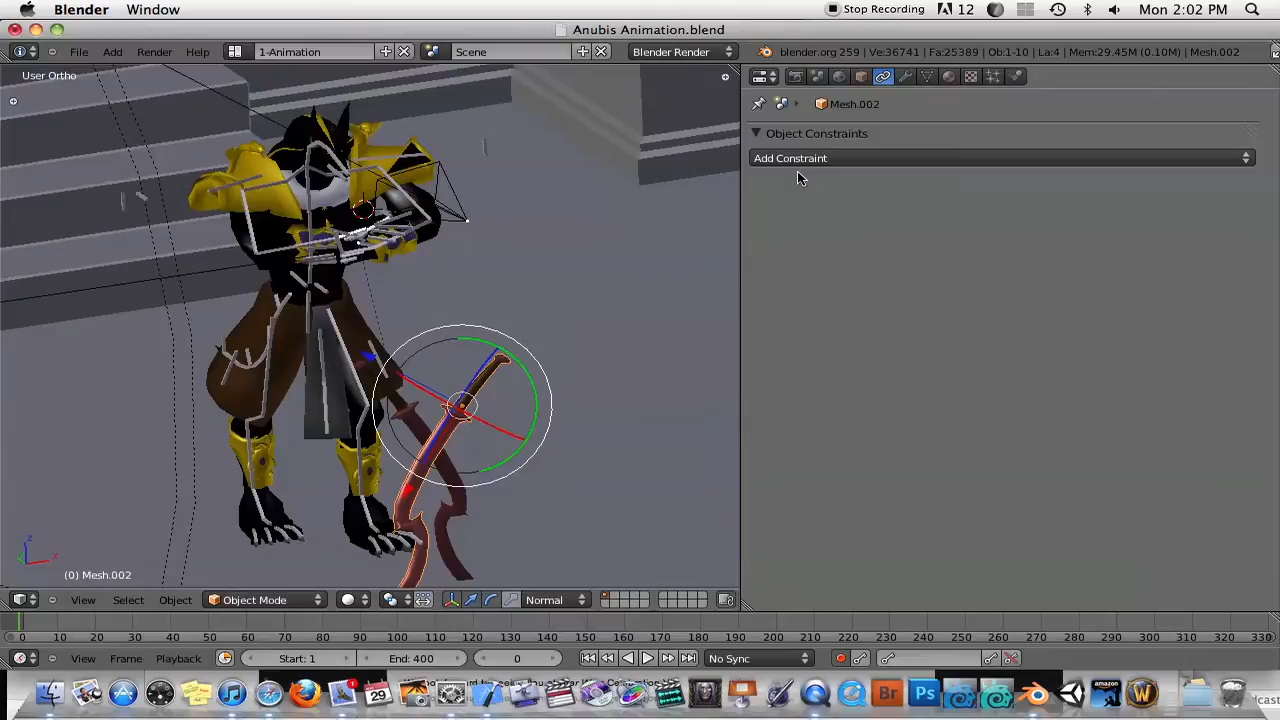 Blender Window Stop Recording 12 Mon 2:02 PM
Anubis Animation.blend
File Add Render Help 1-Animation Scene Blender Render blender.org 259 | Ve:36741 | Fa:25389 | Ob:1-10 | La:4 | Mem:29.45M (0.10M) | Mesh.002
User Ortho
Mesh.002
Object Constraints
Add Constraint
z
x
(0) Mesh.002
View Select Object Object Mode Normal
0 10 20 30 40 50 60 70 80 90 100 110 120 130 140 150 160 170 180 190 200 210 220 230 240 250 260 270 280 290 300 310 320 330
View Frame Playback Start: 1 End: 400 0 No Sync
1 29 Br Ps amazon W